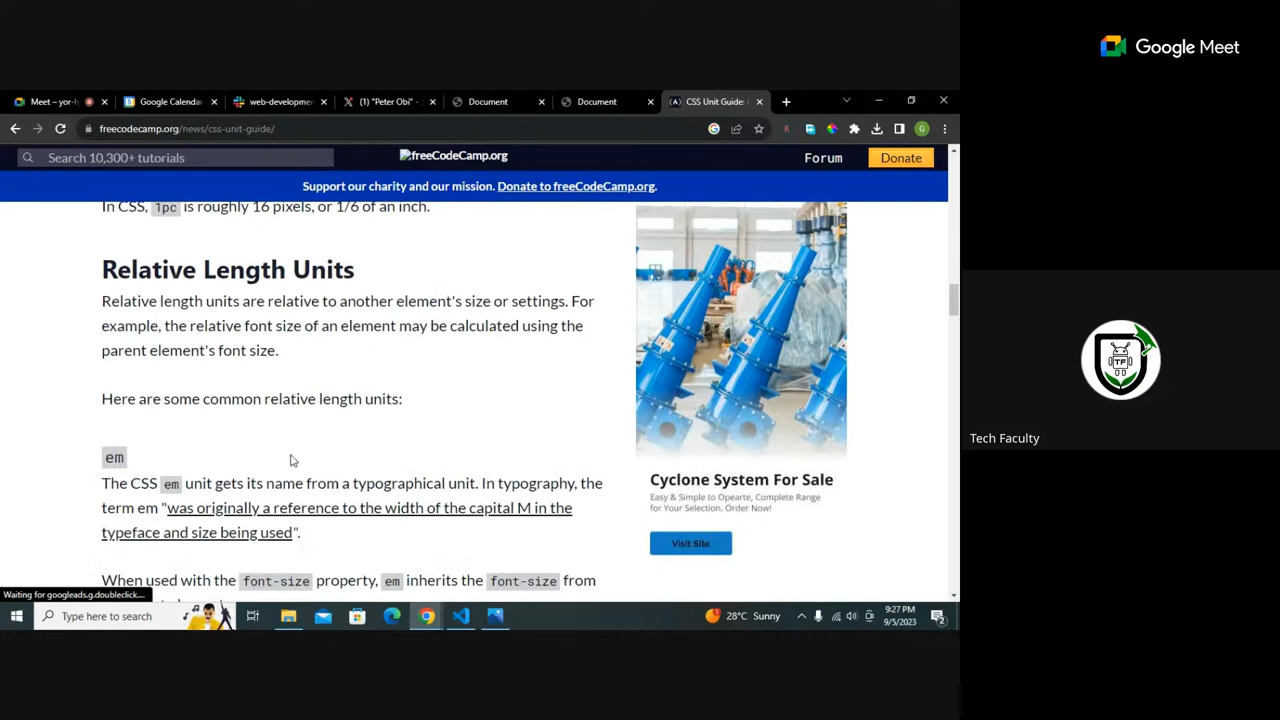 Google Meet
Meet – yor-h
Google Calenda
web-developme
(1) "Peter Obi" -
Document
Document
CSS Unit Guide:
freecodecamp.org/news/css-unit-guide/
G
Search 10,300+ tutorials
freeCodeCamp.org
Forum
Donate
Support our charity and our mission. Donate to freeCodeCamp.org.
In CSS, 1pc is roughly 16 pixels, or 1/6 of an inch.
Relative Length Units
Relative length units are relative to another element's size or settings. For
example, the relative font size of an element may be calculated using the
parent element's font size.
Here are some common relative length units:
em
The CSS em unit gets its name from a typographical unit. In typography, the
term em "was originally a reference to the width of the capital M in the
typeface and size being used".
When used with the font-size property, em inherits the font-size from
Cyclone System For Sale
Easy & Simple to Opearte, Complete Range
for Your Selection. Order Now!
Visit Site
Waiting for googleads.g.doubleclick....
Type here to search
28°C Sunny
9:27 PM
9/5/2023
2
TF
Tech Faculty